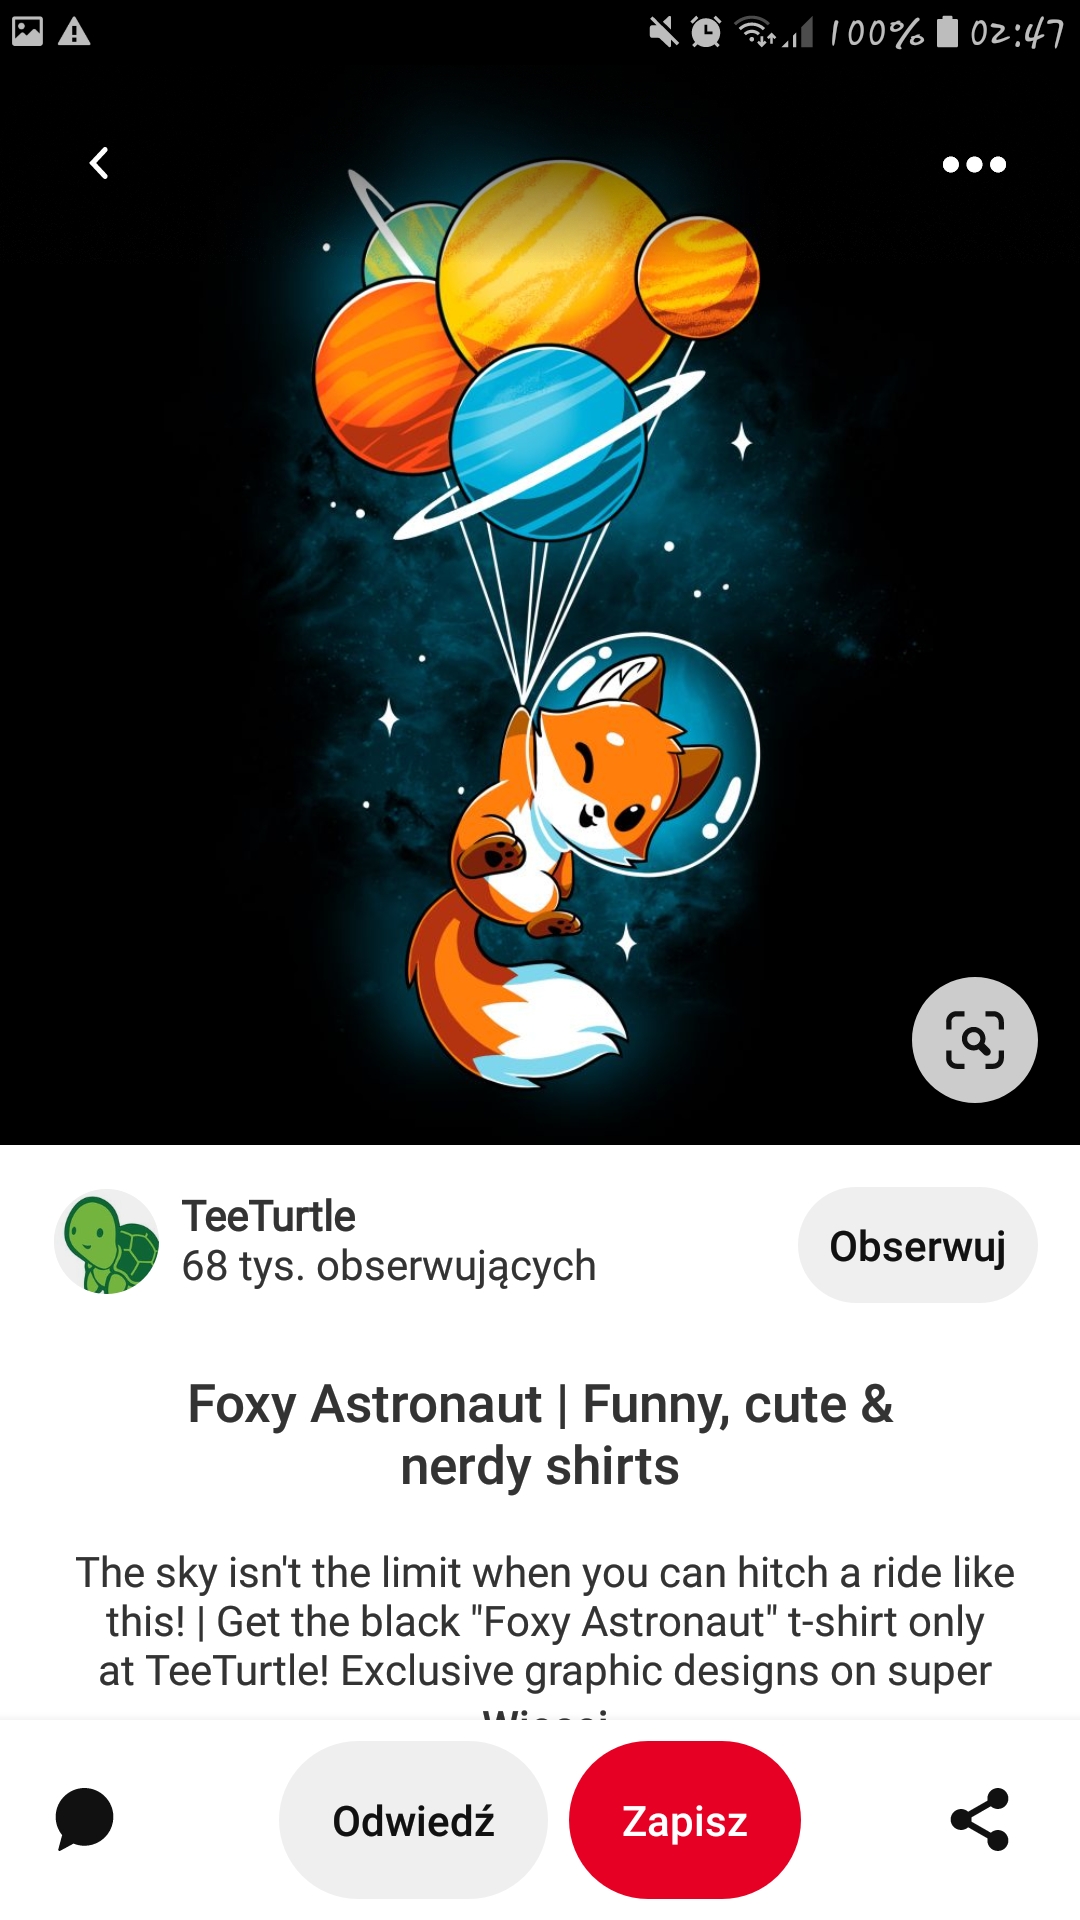 100% 02:47
TeeTurtle
68 tys. obserwujących
Obserwuj
Foxy Astronaut | Funny, cute &
nerdy shirts
The sky isn't the limit when you can hitch a ride like
this! | Get the black "Foxy Astronaut" t-shirt only
at TeeTurtle! Exclusive graphic designs on super
Odwiedź
Zapisz